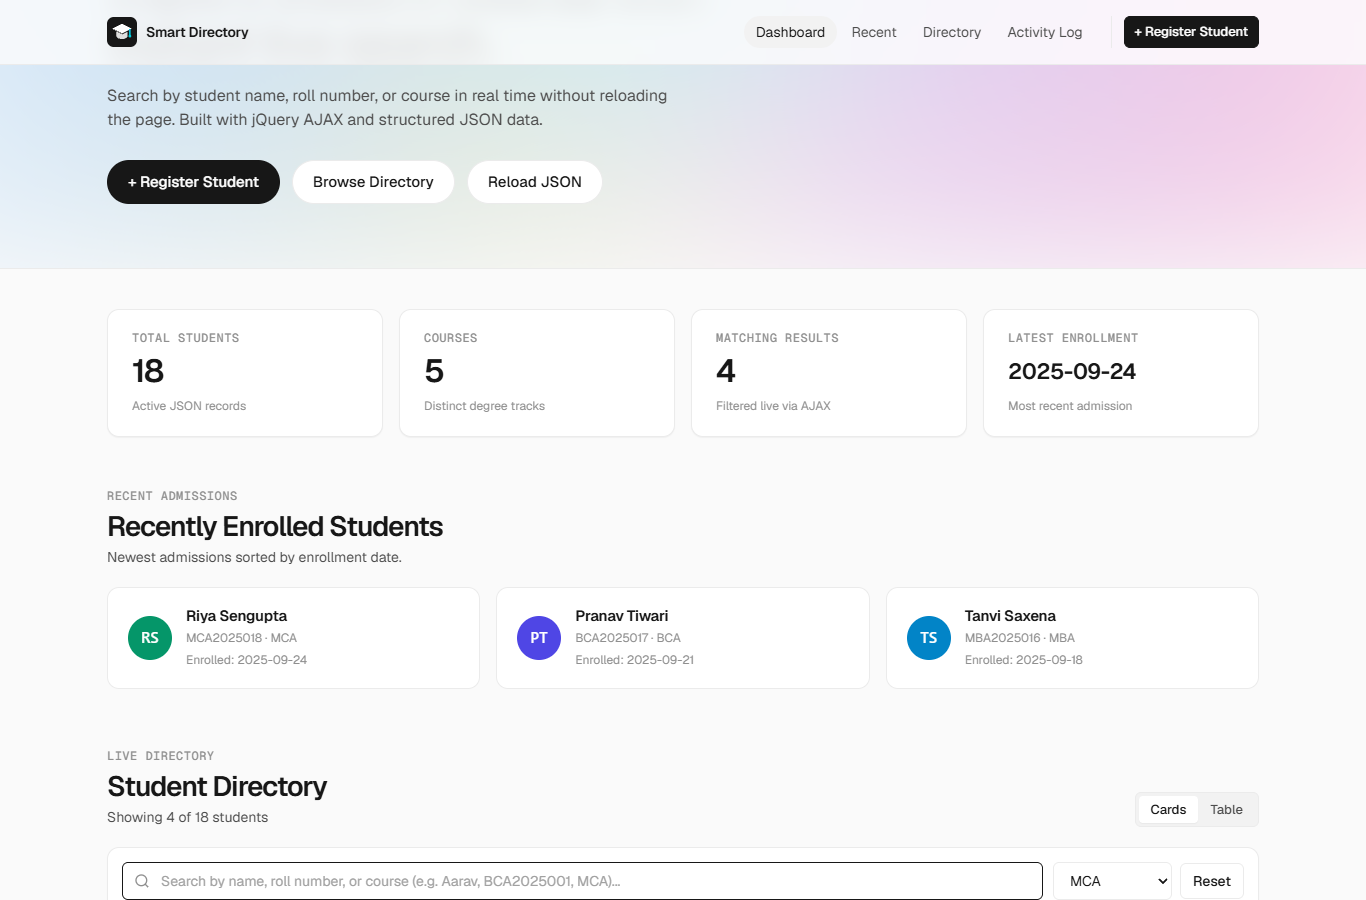 Smart Directory
Dashboard
Recent
Directory
Activity Log
+ Register Student
Search by student name, roll number, or course in real time without reloading
the page. Built with jQuery AJAX and structured JSON data.
+ Register Student
Browse Directory
Reload JSON
TOTAL STUDENTS
18
Active JSON records
COURSES
5
Distinct degree tracks
MATCHING RESULTS
4
Filtered live via AJAX
LATEST ENROLLMENT
2025-09-24
Most recent admission
RECENT ADMISSIONS
Recently Enrolled Students
Newest admissions sorted by enrollment date.
RS
Riya Sengupta
MCA2025018 · MCA
Enrolled: 2025-09-24
PT
Pranav Tiwari
BCA2025017 · BCA
Enrolled: 2025-09-21
TS
Tanvi Saxena
MBA2025016 · MBA
Enrolled: 2025-09-18
LIVE DIRECTORY
Student Directory
Showing 4 of 18 students
Cards
Table
Search by name, roll number, or course (e.g. Aarav, BCA2025001, MCA)...
MCA
Reset